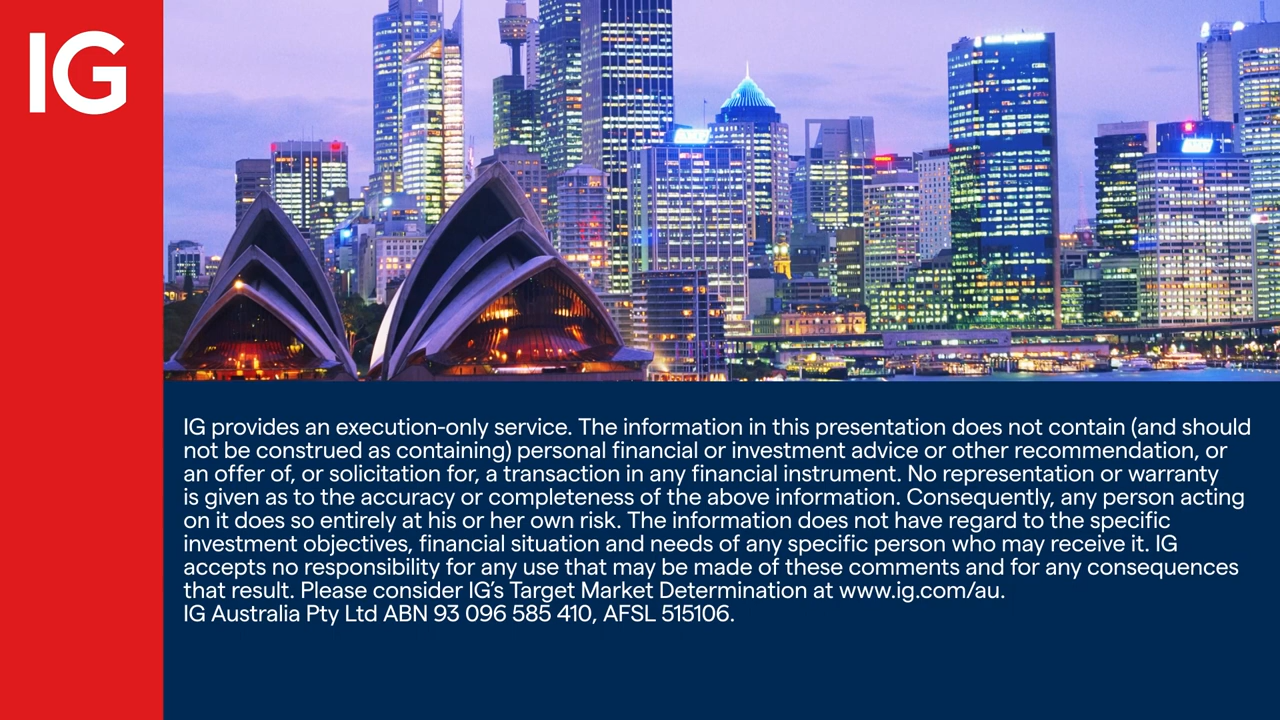 IG
IG provides an execution-only service. The information in this presentation does not contain (and should
not be construed as containing) personal financial or investment advice or other recommendation, or
an offer of, or solicitation for, a transaction in any financial instrument. No representation or warranty
is given as to the accuracy or completeness of the above information. Consequently, any person acting
on it does so entirely at his or her own risk. The information does not have regard to the specific
investment objectives, financial situation and needs of any specific person who may receive it. IG
accepts no responsibility for any use that may be made of these comments and for any consequences
that result. Please consider IG’s Target Market Determination at www.ig.com/au.
IG Australia Pty Ltd ABN 93 096 585 410, AFSL 515106.